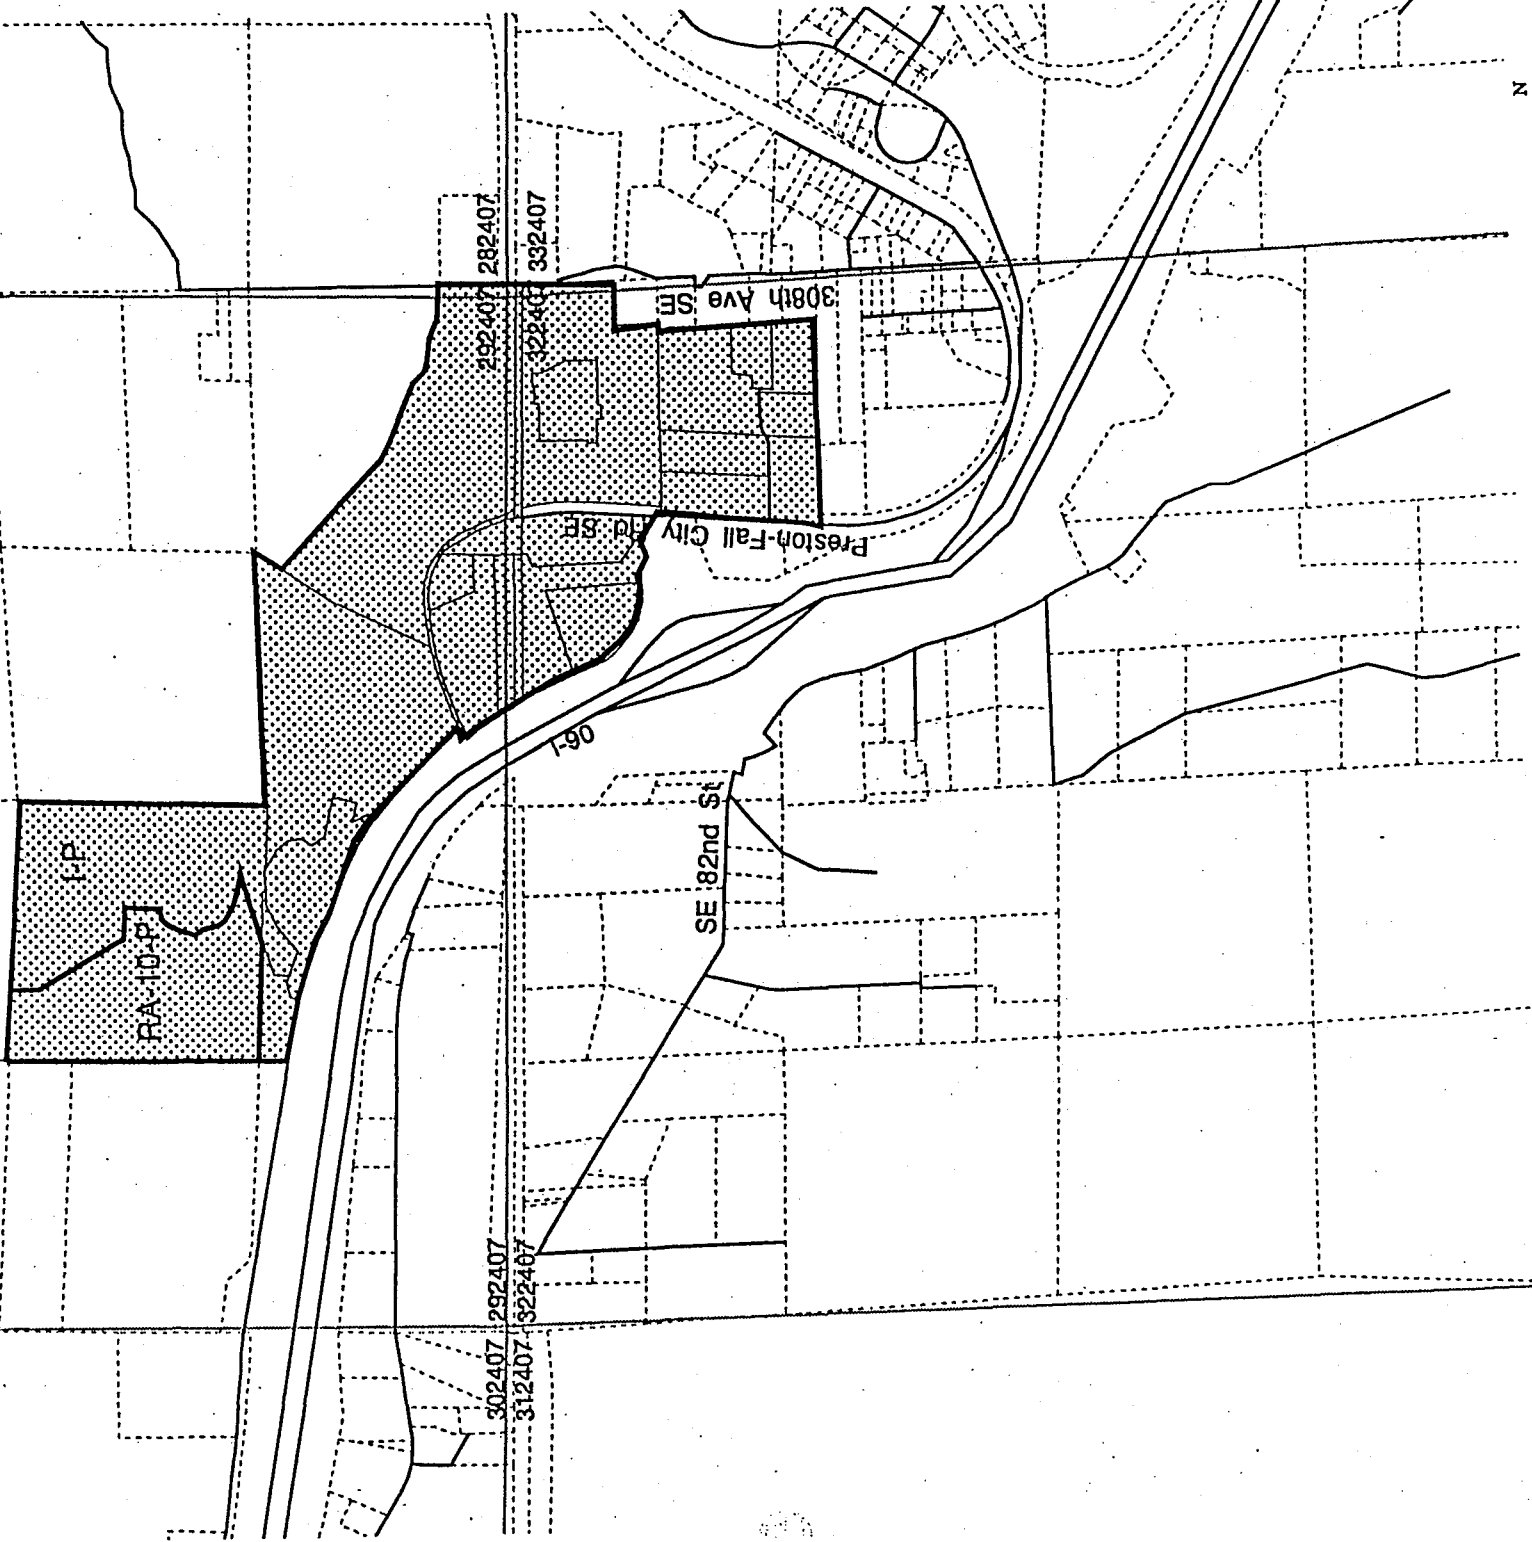 N
282407
332407
292407
322407
308th Ave SE
Preston-Fall City Rd SE
I-90
SE 82nd St
I-P
RA-10-P
292407
322407
302407
312407